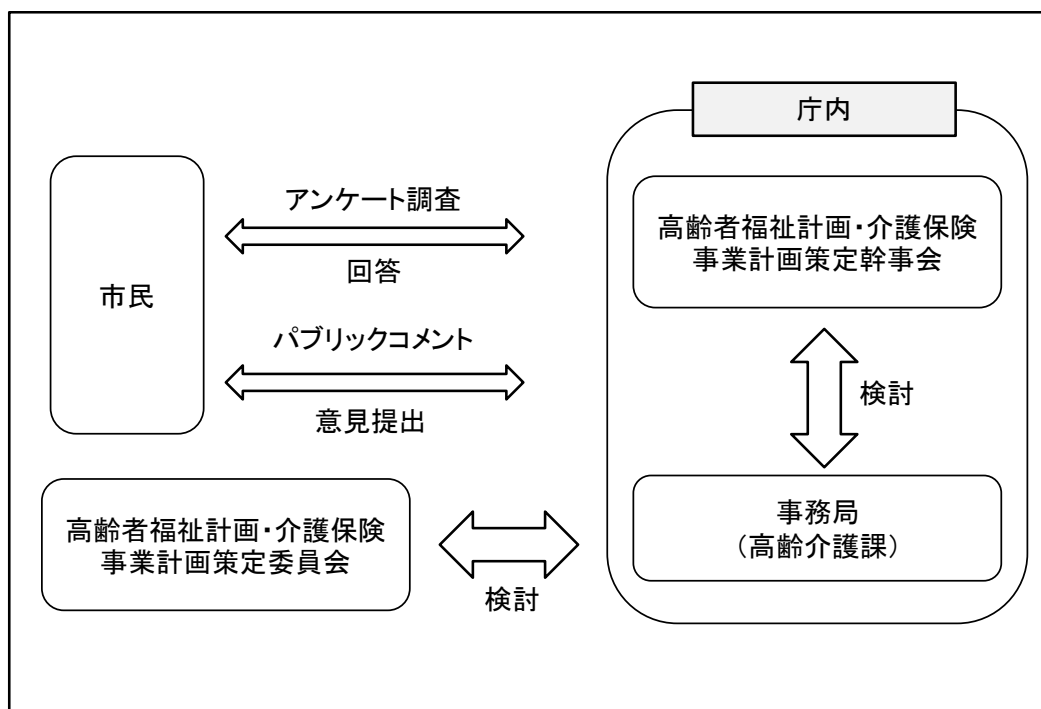 庁内
市民
アンケート調査
回答
パブリックコメント
意見提出
高齢者福祉計画・介護保険
事業計画策定幹事会
検討
事務局
（高齢介護課）
高齢者福祉計画・介護保険
事業計画策定委員会
検討